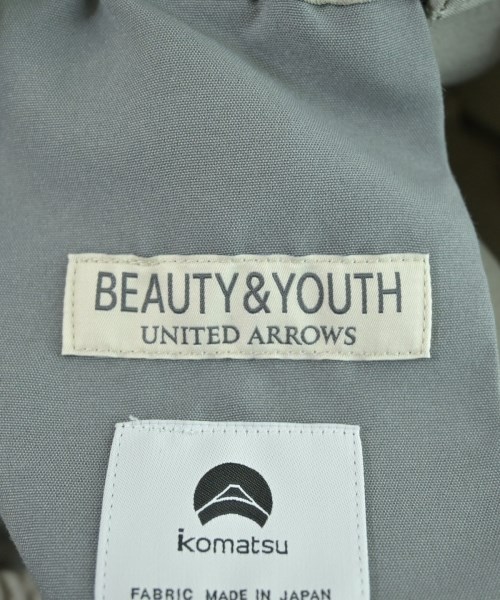 BEAUTY&YOUTH
UNITED ARROWS
komatsu
FABRIC MADE IN JAPAN